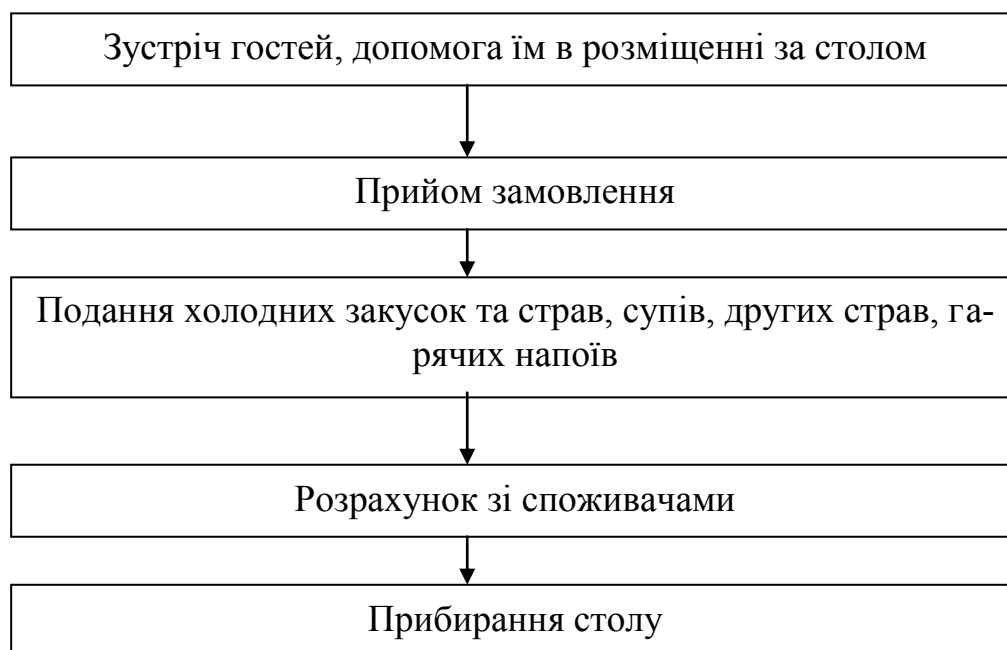 Зустріч гостей, допомога їм в розміщенні за столом
Прийом замовлення
Подання холодних закусок та страв, супів, других страв, га-
рячих напоїв
Розрахунок зі споживачами
Прибирання столу